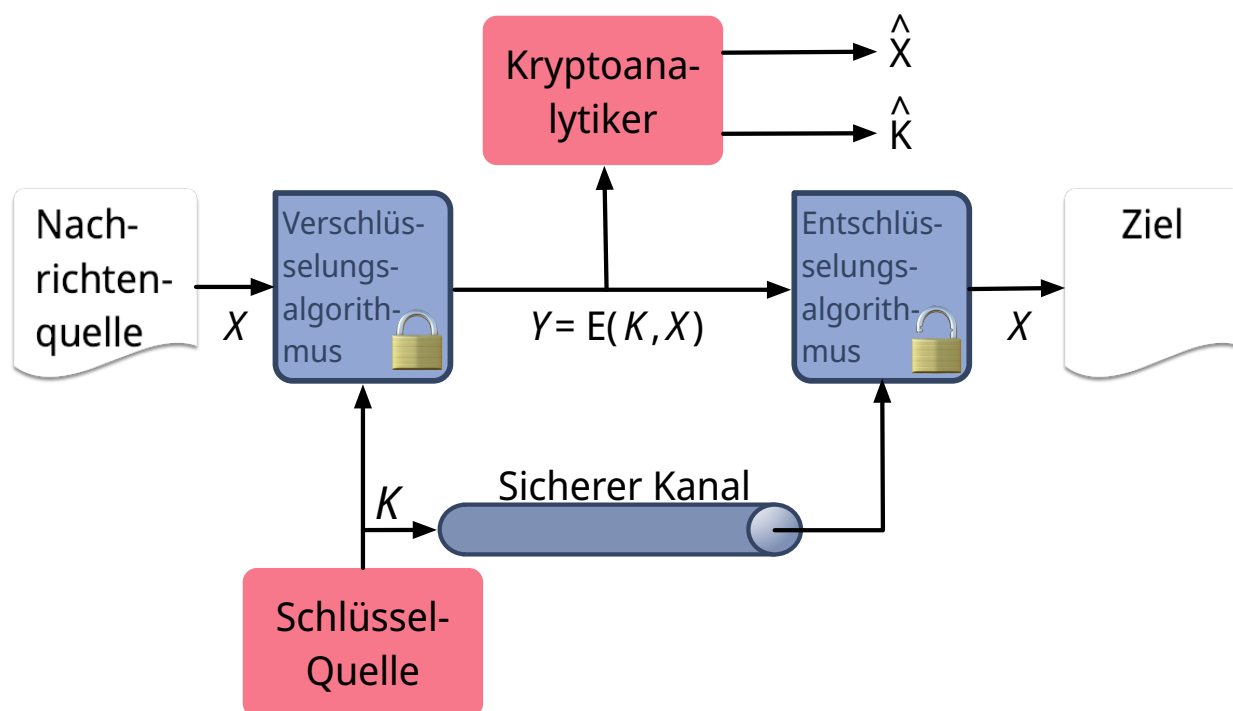 Kryptoana-
lytiker
^
X
^
K
Nach-
richten-
quelle
X
Verschlüs-
selungs-
algorith-
mus
Y = E(K,X)
Entschlüs-
selungs-
algorith-
mus
X
Ziel
K
Sicherer Kanal
Schlüssel-
Quelle